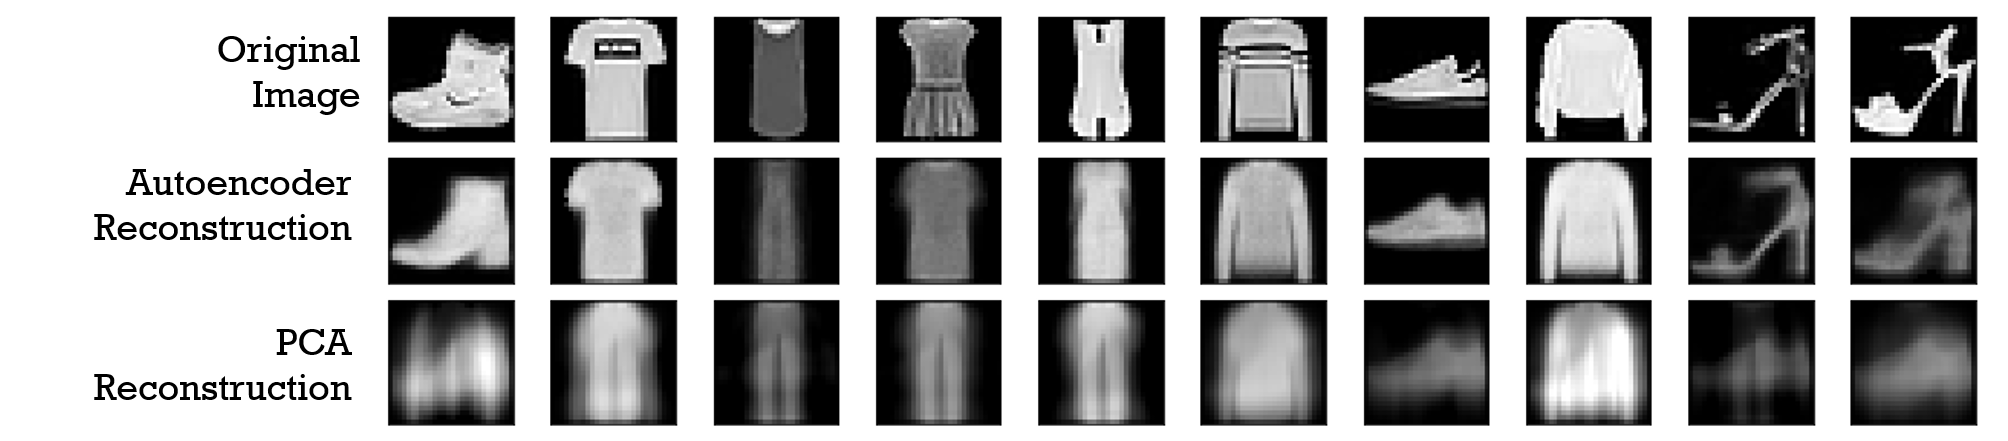 Original
Image
Autoencoder
Reconstruction
PCA
Reconstruction